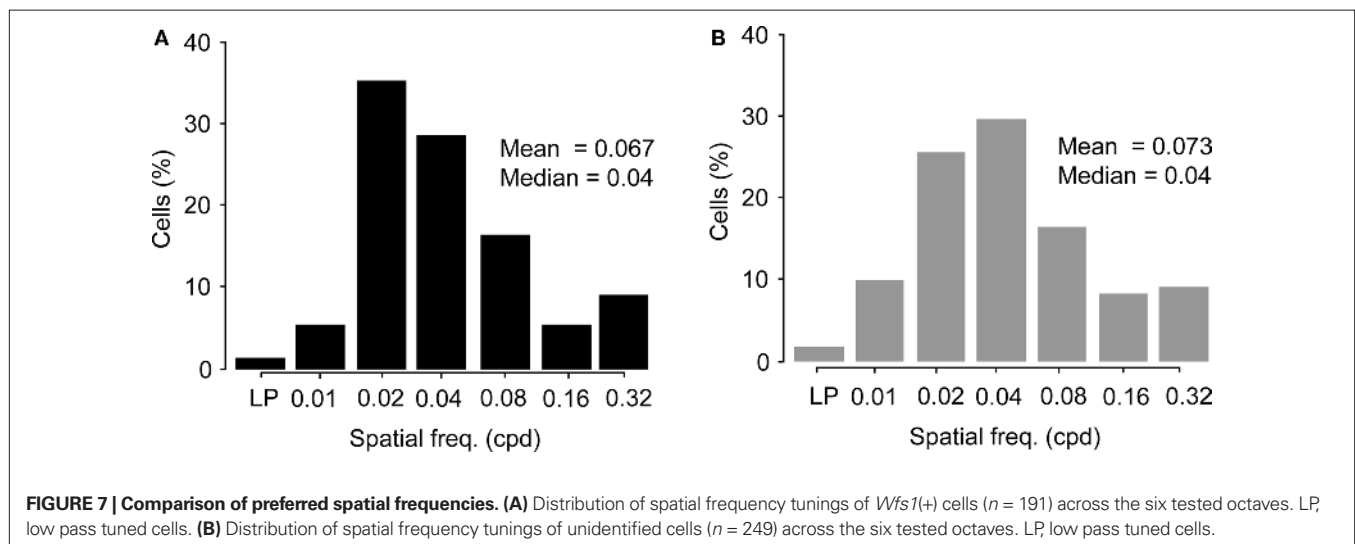 A
40
30
20
10
0
Cells (%)
Mean = 0.067
Median = 0.04
LP 0.01 0.02 0.04 0.08 0.16 0.32
Spatial freq. (cpd)
B
40
30
20
10
0
Cells (%)
Mean = 0.073
Median = 0.04
LP 0.01 0.02 0.04 0.08 0.16 0.32
Spatial freq. (cpd)
FIGURE 7 | Comparison of preferred spatial frequencies. (A) Distribution of spatial frequency tunings of Wfs1(+) cells (n = 191) across the six tested octaves. LP,
low pass tuned cells. (B) Distribution of spatial frequency tunings of unidentified cells (n = 249) across the six tested octaves. LP, low pass tuned cells.